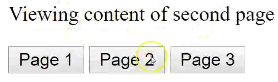 Viewing content of second page
Page 1 Page 2 Page 3